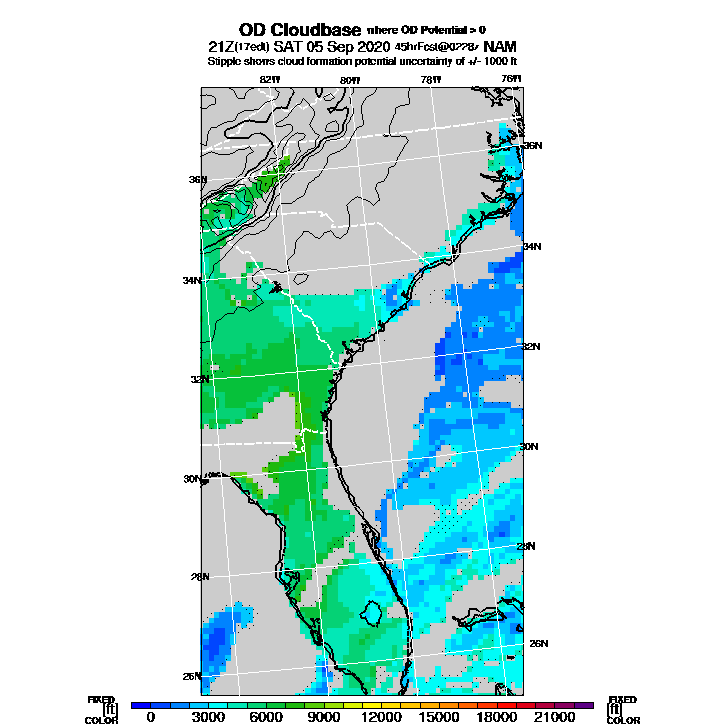 OD Cloudbase where OD Potential > 0
21Z(17edt) SAT 05 Sep 2020 45hrFcst@0228z NAM
Stipple shows cloud formation potential uncertainty of +/- 1000 ft
82W 80W 78W 76W
36N
36N
34N
34N
32N
32N
30N
30N
28N
28N
26N
26N
FIXED FIXED
[ft] [ft]
COLOR COLOR
0 3000 6000 9000 12000 15000 18000 21000